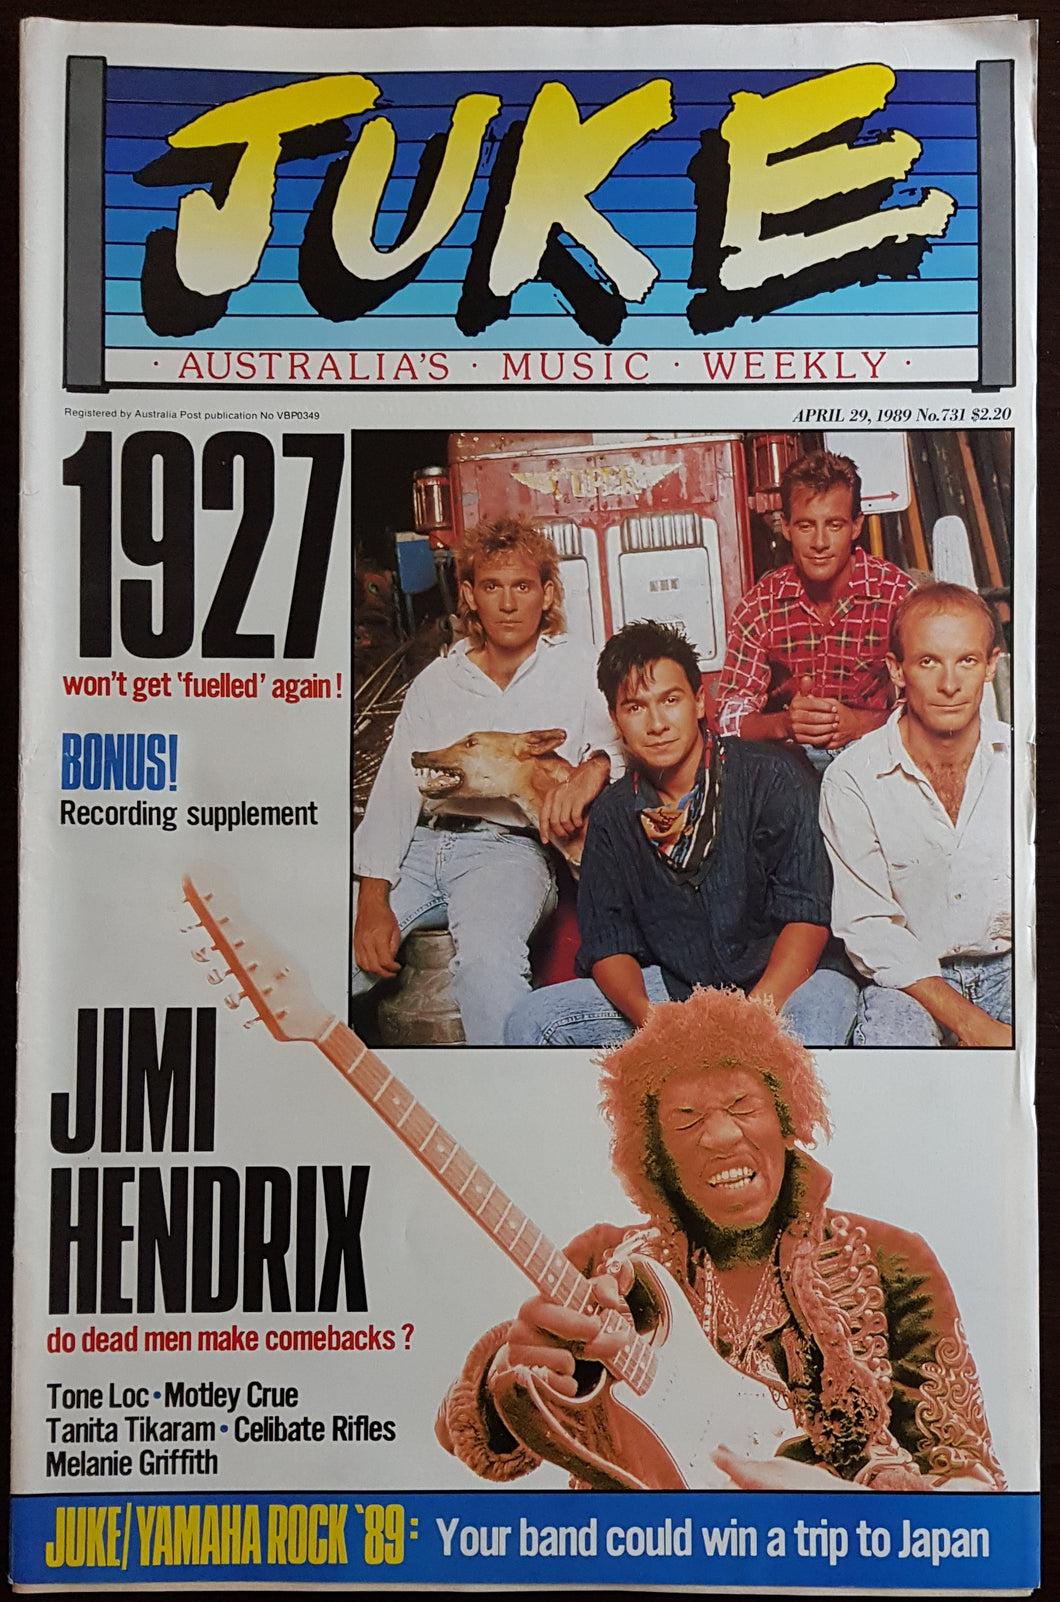 JUKE
· AUSTRALIA'S · MUSIC · WEEKLY ·
Registered by Australia Post publication No VBP0349
APRIL 29, 1989 No.731 $2.20
1927
won't get 'fuelled' again!
BONUS!
Recording supplement
JIMI
HENDRIX
do dead men make comebacks?
Tone Loc • Motley Crue
Tanita Tikaram • Celibate Rifles
Melanie Griffith
JUKE/YAMAHA ROCK '89: Your band could win a trip to Japan